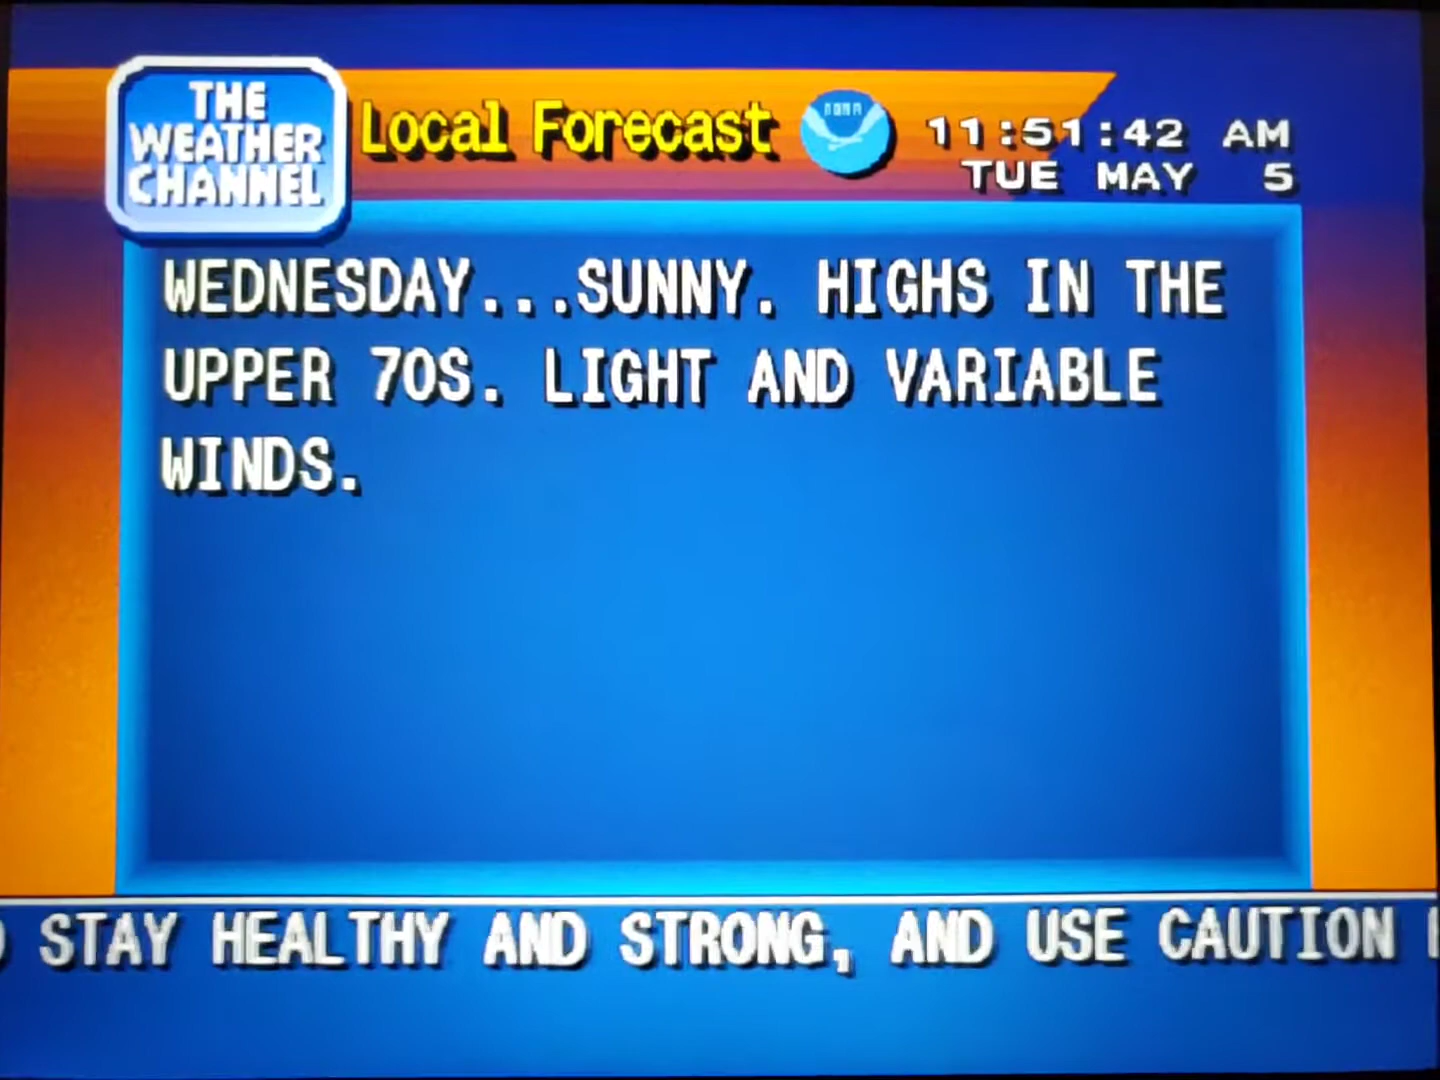 THE
WEATHER
CHANNEL
Local Forecast
NOAA
11:51:42 AM
TUE MAY 5
WEDNESDAY...SUNNY. HIGHS IN THE
UPPER 70S. LIGHT AND VARIABLE
WINDS.
STAY HEALTHY AND STRONG, AND USE CAUTION